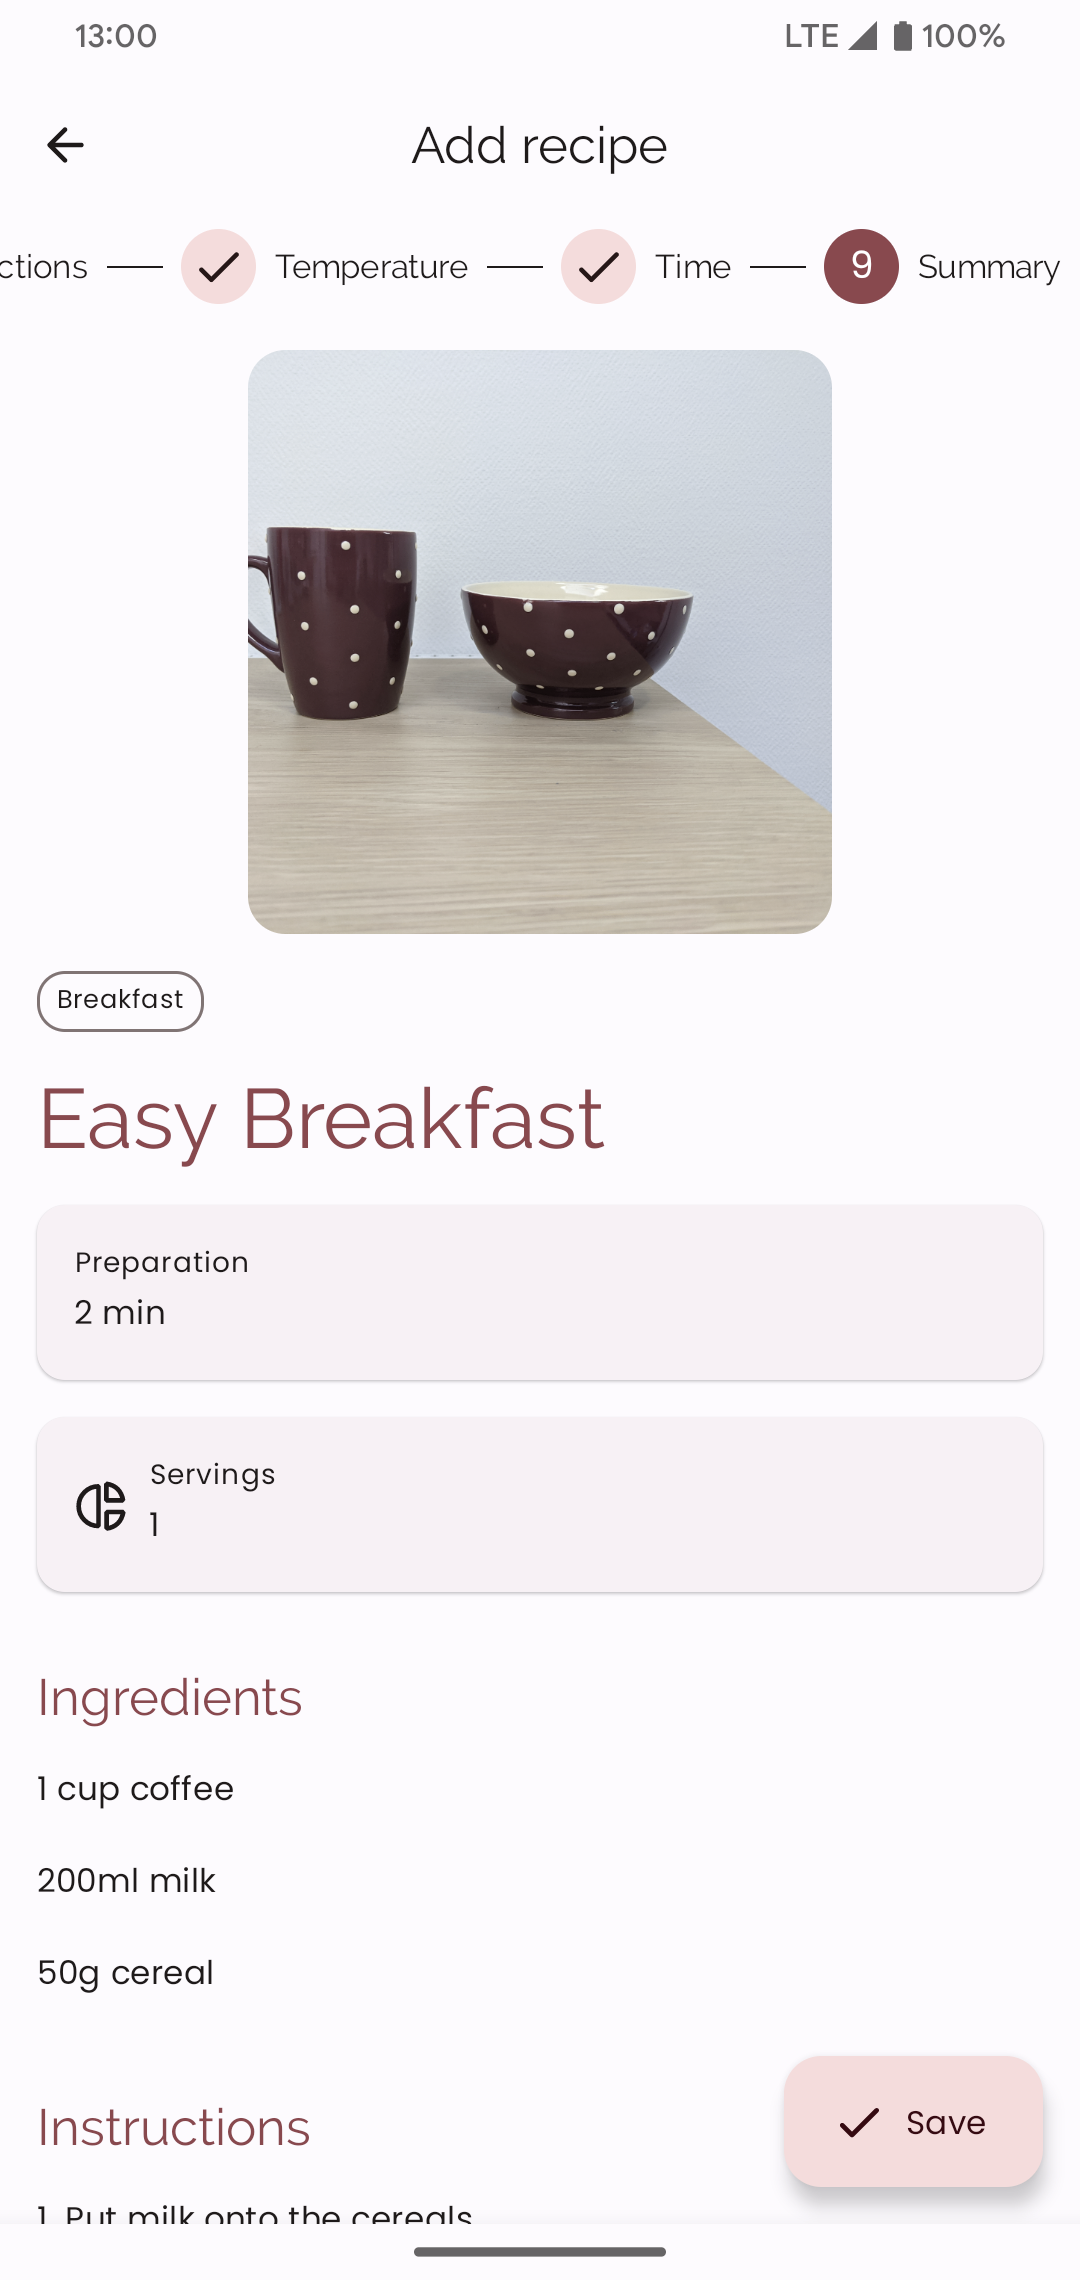 13:00 LTE 100%
Add recipe
ctions Temperature Time 9 Summary
Breakfast
Easy Breakfast
Preparation
2 min
Servings
1
Ingredients
1 cup coffee
200ml milk
50g cereal
Instructions
Save
1. Put milk onto the cereals